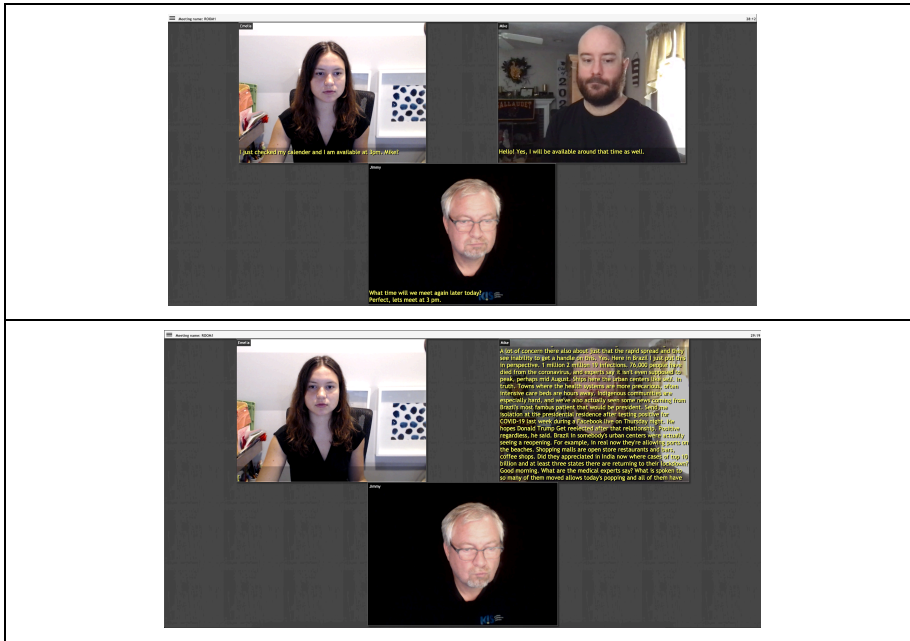 Meeting name: ROOM1
28:12
Emelia
Mike
GALLAUDET
I just checked my calender and I am available at 3pm. Mike?
Hello! Yes, I will be available around that time as well.
Jimmy
What time will we meet again later today?
Perfect, lets meet at 3 pm.
Meeting name: ROOM1
Emelia
Mike
A lot of concern there also about just that the rapid spread and they
see inability to get a handle on this. Yes. Here in Brazil I just put this
in perspective. 1 million 2 million 19 infections. 76,000 people have
died from the coronavirus, and experts say it isn't even supposed to
peak, perhaps mid August. Ships here the urban centers
truth. Towns where the health systems are more precarious, urban
intensive care beds are hours away. Indigenous communities are
especially hard, and we've also actually seen some news coming from
Brazil's most famous patient that would be president. Send the
isolation at the presidential residence after testing positive for
COVID-19 last week during a Facebook live on Thursday night. He
hopes Donald Trump Get reelected after that relationship. Positive
regardless, he said. Brazil in somebody's urban centers were actually
seeing a reopening. For example, in real now they're allowing ports on
the beaches. Shopping malls are open store restaurants and bars,
coffee shops. Did they appreciated in India now where cases of top 10
billion and at least three states there are returning to their lockdown?
Good morning. What are the medical experts say? What is spoken to
so many of them moved allows today's popping and all of them have
Jimmy